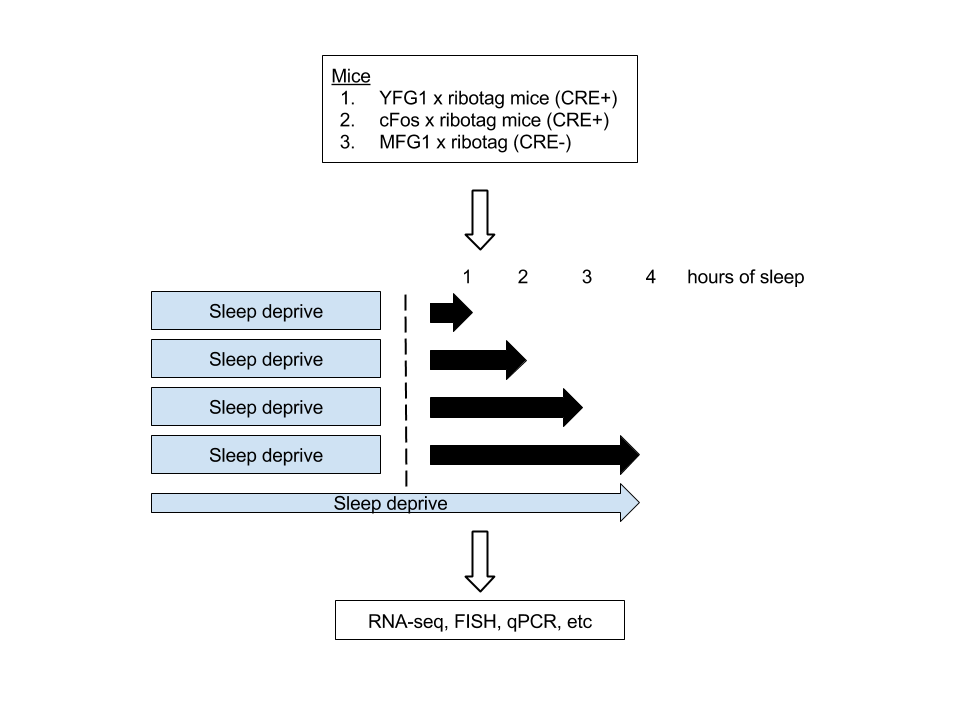 Mice
1. YFG1 x ribotag mice (CRE+)
2. cFos x ribotag mice (CRE+)
3. MFG1 x ribotag (CRE-)
1 2 3 4 hours of sleep
Sleep deprive
Sleep deprive
Sleep deprive
Sleep deprive
Sleep deprive
RNA-seq, FISH, qPCR, etc